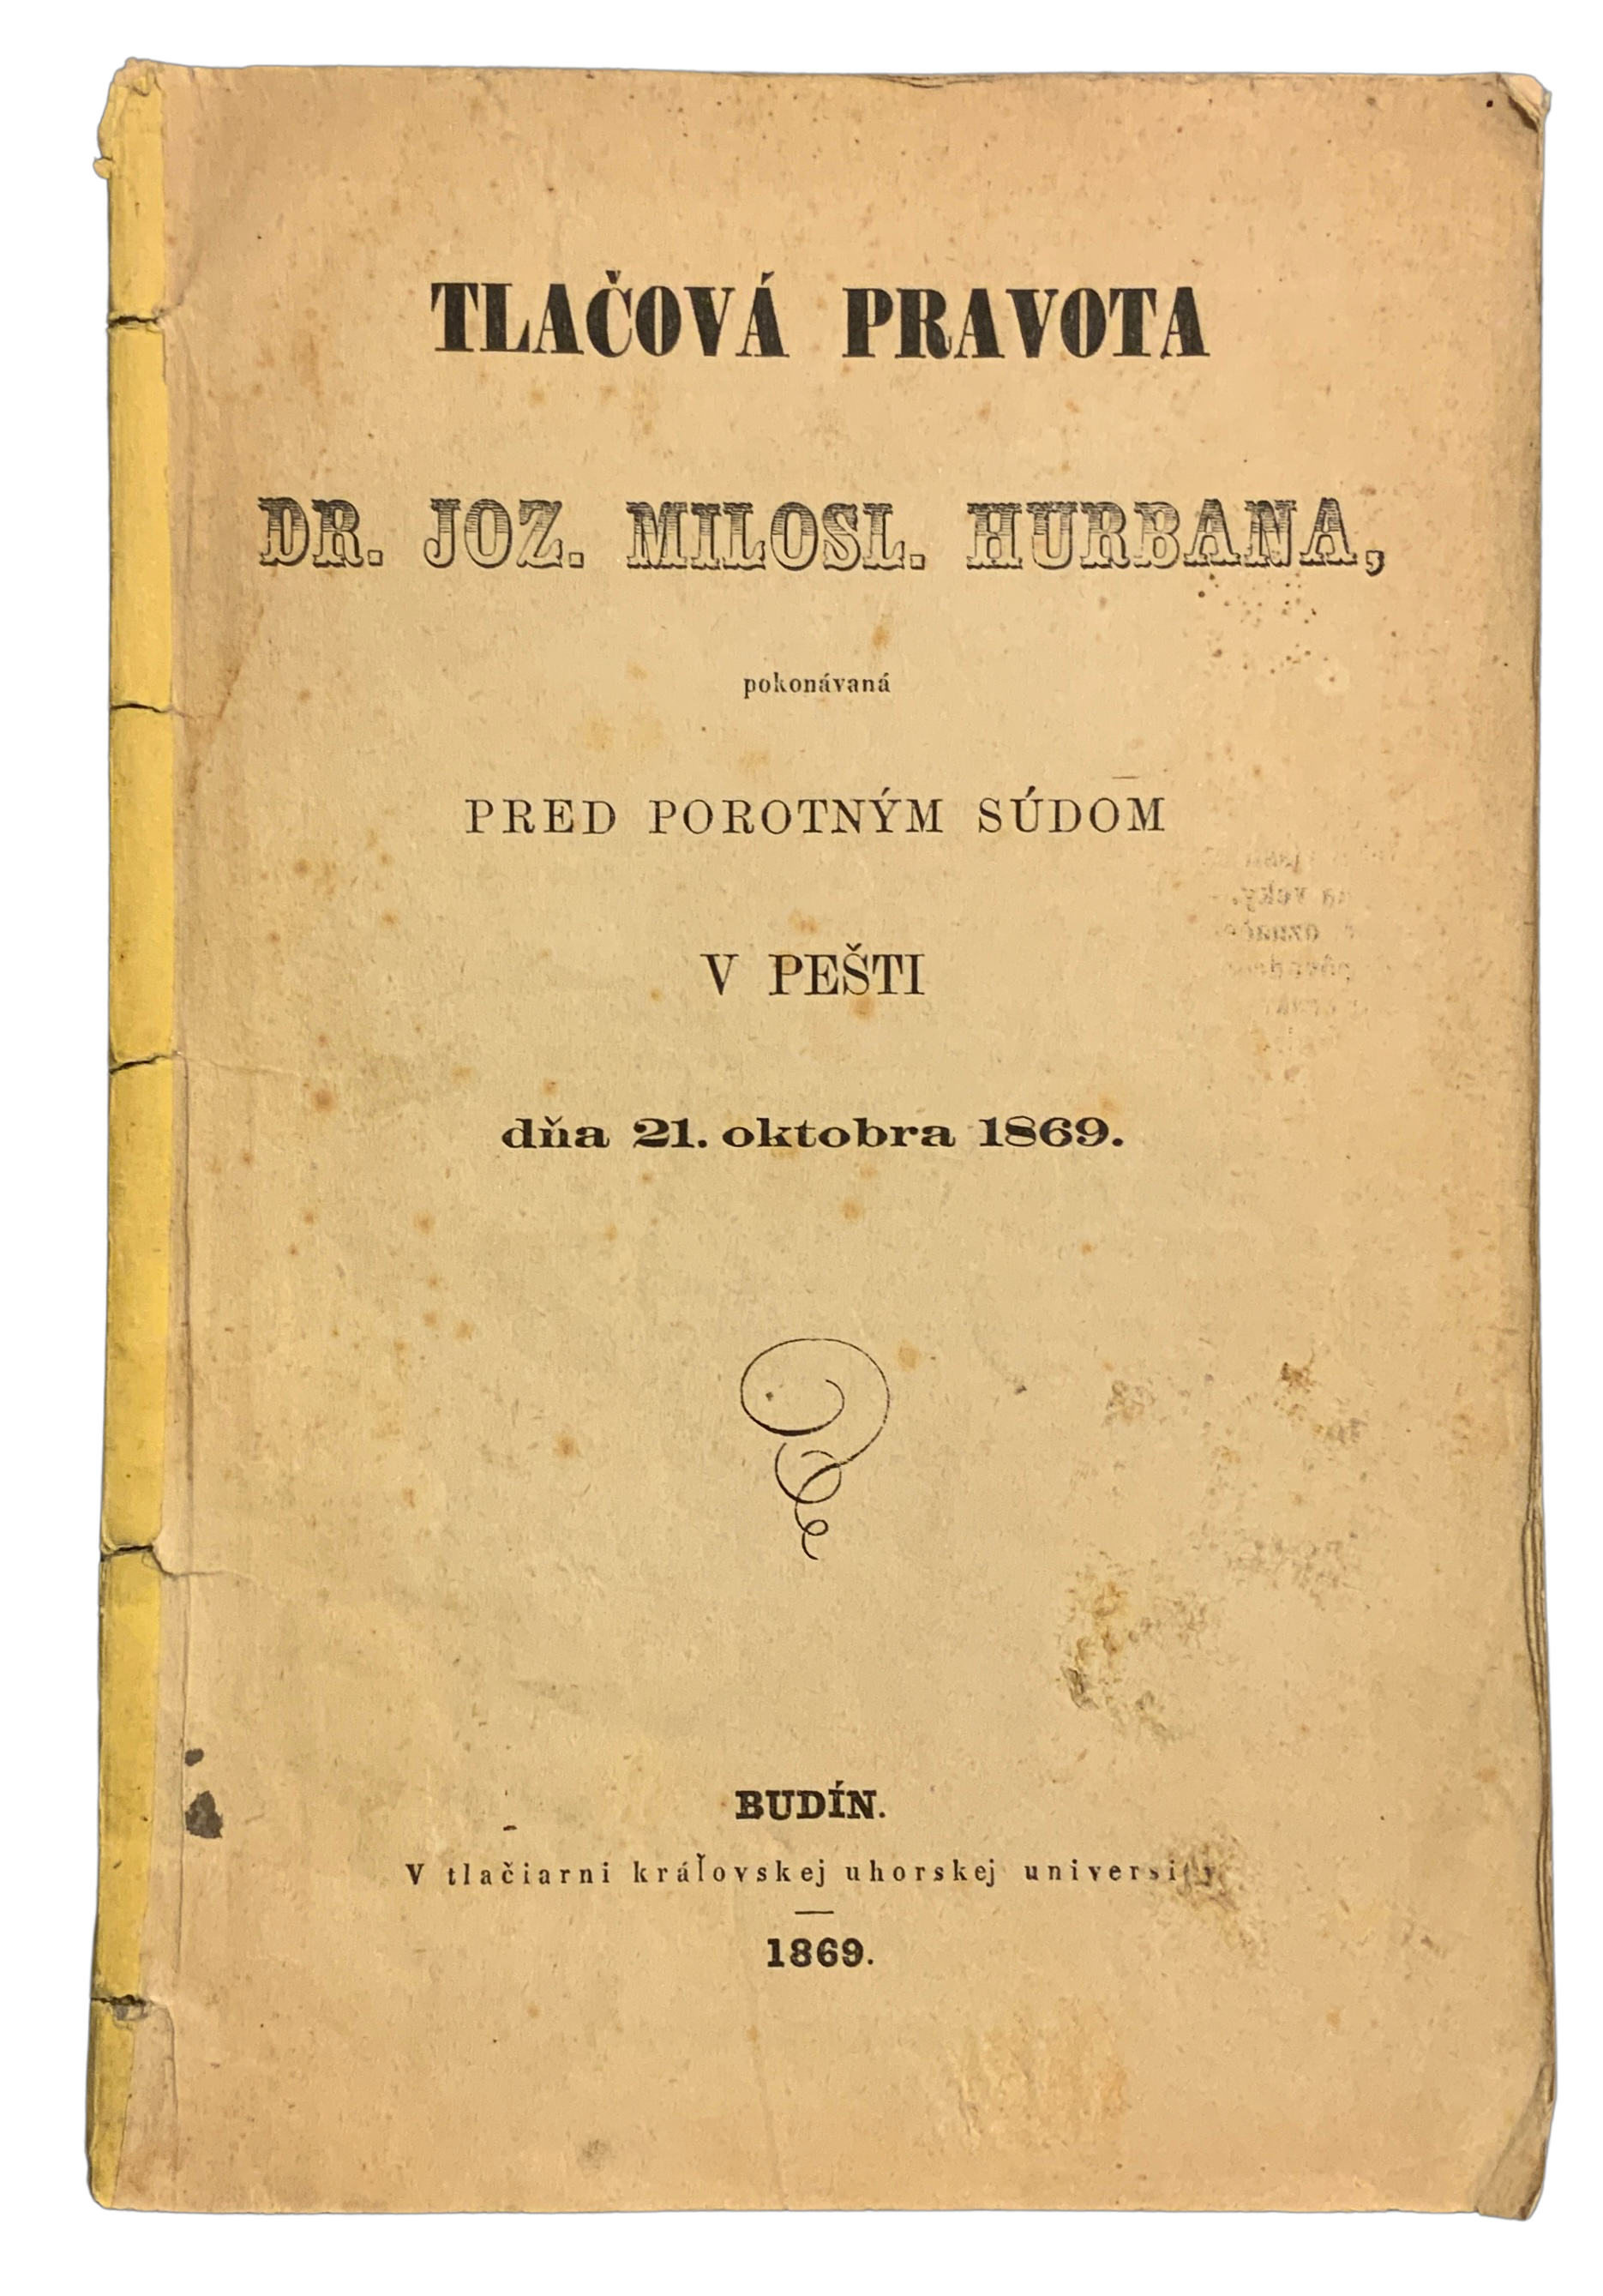 TLAČOVÁ PRAVOTA
DR. JOZ. MILOSL. HURBANA,
pokonávaná
PRED POROTNÝM SÚDOM
V PEŠTI
dňa 21. oktobra 1869.
BUDÍN.
V tlačiarni kráľovskej uhorskej
1869.